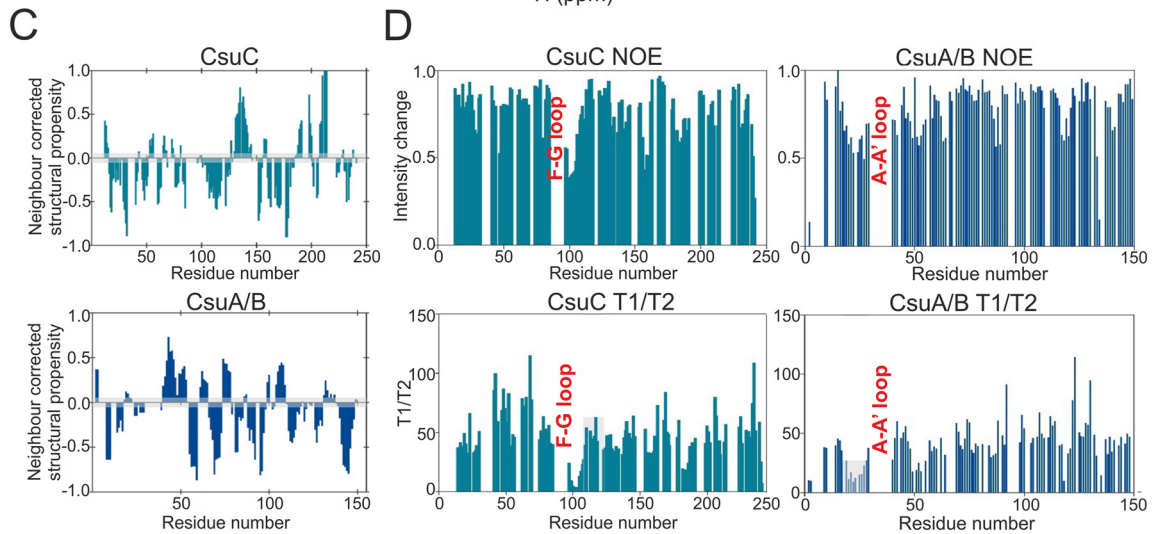 C
D
CsuC
Neighbour corrected
structural propensity
1.0
0.5
0.0
-0.5
-1.0
50
100
150
200
250
Residue number
CsuC NOE
Intensity change
1.0
0.5
0.0
F-G loop
0
50
100
150
200
250
Residue number
CsuA/B NOE
1.0
0.5
0
A-A' loop
0
50
100
150
Residue number
CsuA/B
Neighbour corrected
structural propensity
1.0
0.5
0.0
-0.5
-1.0
50
100
150
Residue number
CsuC T1/T2
T1/T2
150
100
50
0
F-G loop
0
50
100
150
200
250
Residue number
CsuA/B T1/T2
150
100
50
0
A-A' loop
0
50
100
150
Residue number